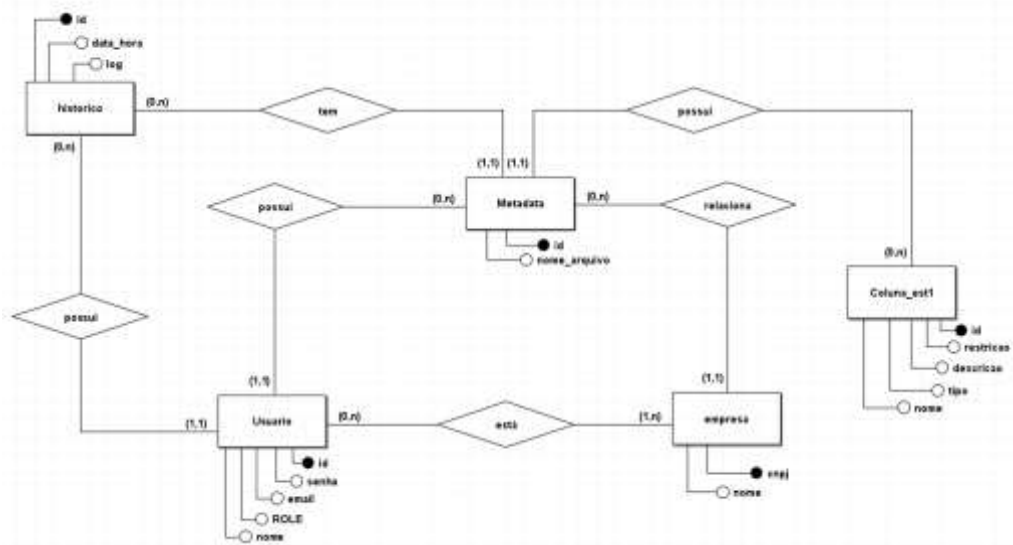 id
data_hora
log
historico
(0,n)
tem
possui
(0,n)
(1,1)
(1,1)
possui
(0,n)
Metadata
(0,n)
relaciona
id
nome_arquivo
(0,n)
Coluna_est1
possui
id
restricao
descricao
tipo
nome
(1,1)
(1,1)
(1,1)
Usuario
(0,n)
está
(1,n)
empresa
id
senha
email
ROLE
nome
cnpj
nome